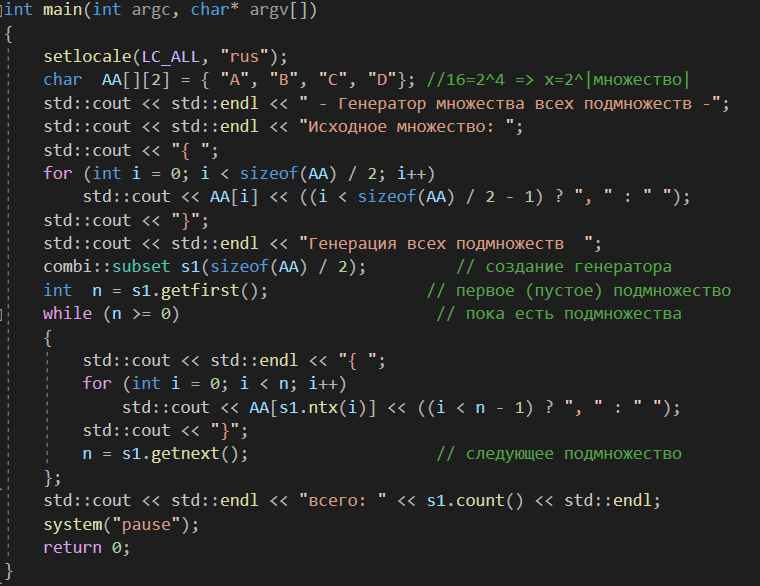 int main(int argc, char* argv[])
{
    setlocale(LC_ALL, "rus");
    char  AA[][2] = { "A", "B", "C", "D"}; //16=2^4 => x=2^|множество|
    std::cout << std::endl << " - Генератор множества всех подмножеств -";
    std::cout << std::endl << "Исходное множество: ";
    std::cout << "{ ";
    for (int i = 0; i < sizeof(AA) / 2; i++)
        std::cout << AA[i] << ((i < sizeof(AA) / 2 - 1) ? ", " : " ");
    std::cout << "}";
    std::cout << std::endl << "Генерация всех подмножеств  ";
    combi::subset s1(sizeof(AA) / 2);         // создание генератора
    int  n = s1.getfirst();                // первое (пустое) подмножество
    while (n >= 0)                          // пока есть подмножества
    {
        std::cout << std::endl << "{ ";
        for (int i = 0; i < n; i++)
            std::cout << AA[s1.ntx(i)] << ((i < n - 1) ? ", " : " ");
        std::cout << "}";
        n = s1.getnext();                   // следующее подмножество
    };
    std::cout << std::endl << "всего: " << s1.count() << std::endl;
    system("pause");
    return 0;
}